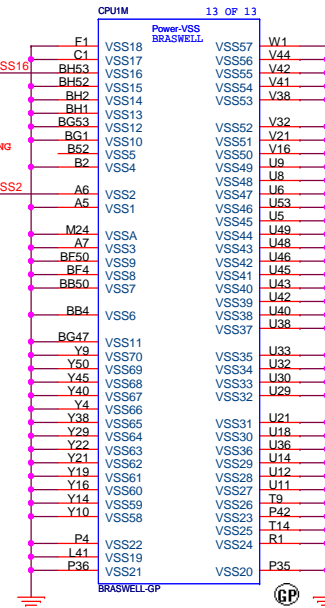 CPU1M 13 OF 13
Power-VSS
BRASWELL
F1 VSS18 VSS57 W1
C1 VSS17 VSS56 V44
SS16 BH53 VSS16 VSS55 V42
BH52 VSS15 VSS54 V41
BH2 VSS14 VSS53 V38
BH1 VSS13
BG53 VSS12 VSS52 V32
BG1 VSS10 VSS51 V21
NG B52 VSS5 VSS50 V16
B2 VSS4 VSS49 U9
VSS48 U8
SS2 A6 VSS2 VSS47 U6
A5 VSS1 VSS46 U53
VSS45 U5
M24 VSSA VSS44 U49
A7 VSS3 VSS43 U48
BF50 VSS9 VSS42 U46
BF4 VSS8 VSS41 U45
BB50 VSS7 VSS40 U43
VSS39 U42
BB4 VSS6 VSS38 U40
VSS37 U38
BG47 VSS11
Y9 VSS70 VSS35 U33
Y50 VSS69 VSS34 U32
Y45 VSS68 VSS33 U30
Y40 VSS67 VSS32 U29
Y4 VSS66
Y38 VSS65 VSS31 U21
Y29 VSS64 VSS30 U18
Y22 VSS63 VSS36 U36
Y21 VSS62 VSS29 U14
Y19 VSS61 VSS28 U12
Y16 VSS60 VSS27 U11
Y14 VSS59 VSS26 T9
Y10 VSS58 VSS23 P42
VSS25 T14
P4 VSS22 VSS24 R1
L41 VSS19
P36 VSS21 VSS20 P35
BRASWELL-GP
GP